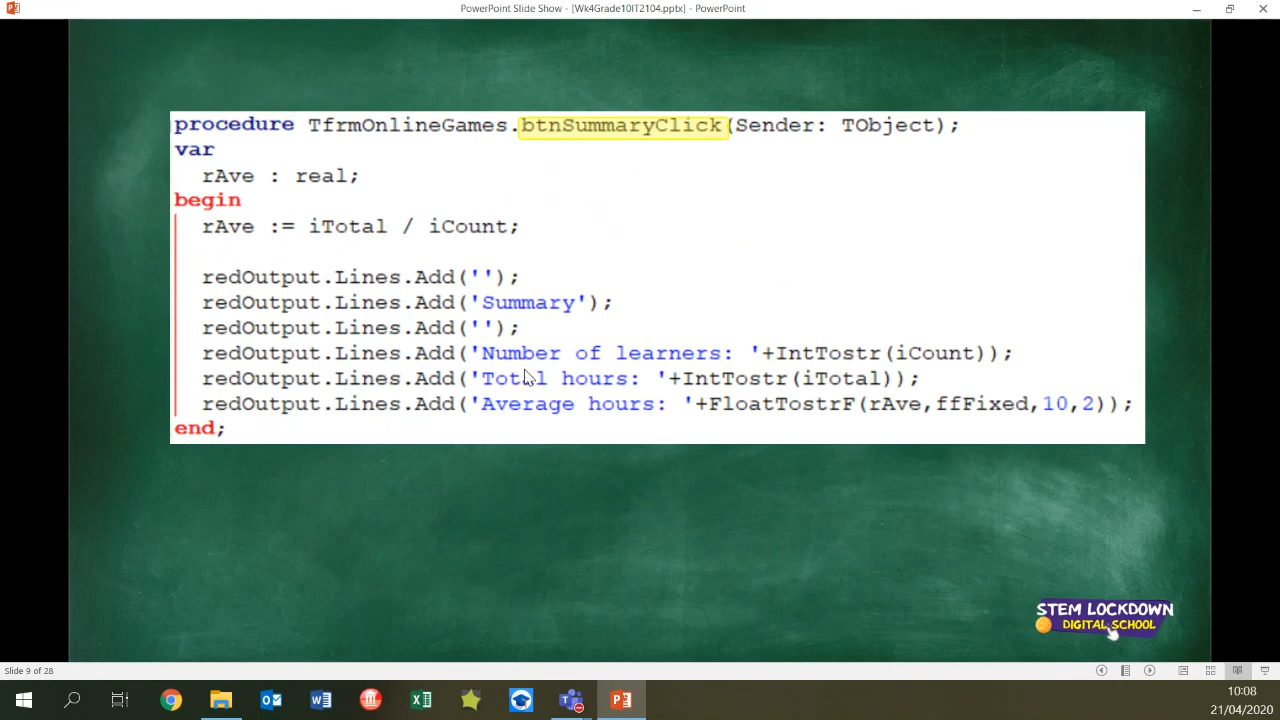 PowerPoint Slide Show - [Wk4Grade10IT2104.pptx] - PowerPoint
procedure TfrmOnlineGames.btnSummaryClick(Sender: TObject);
var
rAve : real;
begin
rAve := iTotal / iCount;
redOutput.Lines.Add('');
redOutput.Lines.Add('Summary');
redOutput.Lines.Add('');
redOutput.Lines.Add('Number of learners: '+IntTostr(iCount));
redOutput.Lines.Add('Total hours: '+IntTostr(iTotal));
redOutput.Lines.Add('Average hours: '+FloatTostrF(rAve,ffFixed,10,2));
end;
STEM LOCKDOWN
DIGITAL SCHOOL
Slide 9 of 28
10:08
21/04/2020